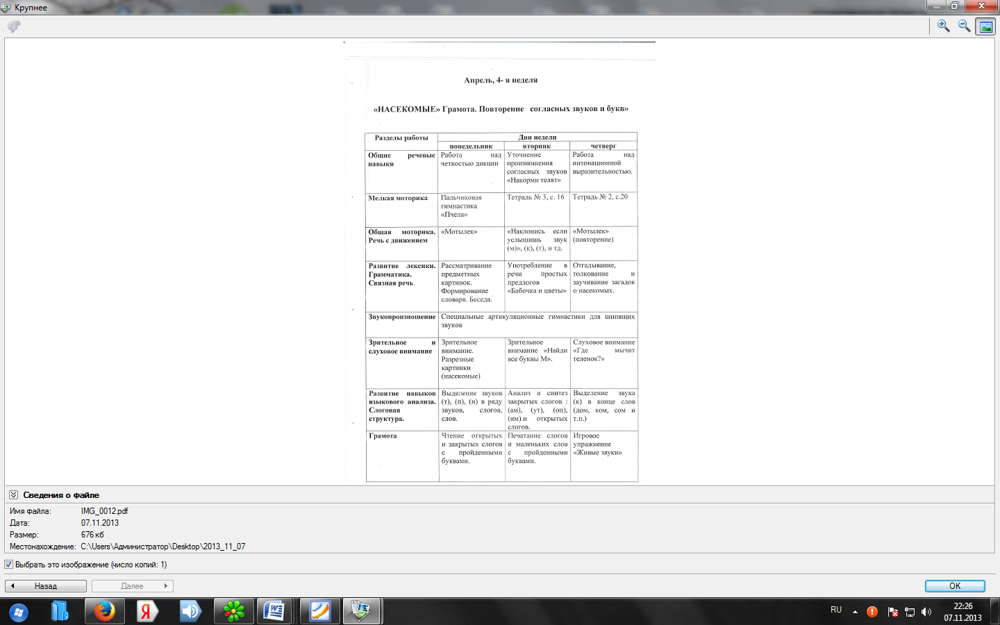 Крупнее
Апрель, 4- я неделя
«НАСЕКОМЫЕ» Грамота. Повторение согласных звуков и букв»
Разделы работы
Дни недели
понедельник
вторник
четверг
Общие речевые
навыки
Работа над
четкостью дикции
Уточнение
произношения
согласных звуков
«Накорми телят»
Работа над
интонационной
выразительностью.
Мелкая моторика
Пальчиковая
гимнастика
«Пчела»
Тетрадь № 3, с. 16
Тетрадь № 2, с.20
Общая моторика.
Речь с движением
«Мотылек»
«Наклонись если
услышишь звук
(м)», (к), (т), и тд.
«Мотылек»
(повторение)
Развитие лексики.
Грамматика.
Связная речь
Рассматривание
предметных
картинок.
Формирование
словаря. Беседа.
Употребление в
речи простых
предлогов
«Бабочка и цветы»
Отгадывание,
толкование и
заучивание загадок
о насекомых.
Звукопроизношение
Специальные артикуляционные гимнастики для шипящих
звуков
Зрительное и
слуховое внимание
Зрительное
внимание.
Разрезные
картинки
(насекомые)
Зрительное
внимание «Найди
все буквы М».
Слуховое внимание
«Где мычит
теленок?»
Развитие навыков
языкового анализа.
Слоговая
структура.
Выделение звуков
(т), (п), (н) в ряду
звуков, слогов,
слов.
Анализ и синтез
закрытых слогов :
(ам), (ут), (оп),
(им).и открытых
слогов.
Выделение звука
(к) в конце слов
(дом, ком, сом и
т.п.)
Грамота
Чтение открытых
и закрытых слогов
с пройденными
буквами.
Печатание слогов
и маленьких слов
с пройденными
буквами.
Игровое
упражнение
«Живые звуки»
Сведения о файле
Имя файла: IMG_0012.pdf
Дата: 07.11.2013
Размер: 676 кб
Местонахождение: C:\Users\Администратор\Desktop\2013_11_07
Выбрать это изображение (число копий: 1)
Назад
Далее
OK
Я
W
RU
22:26
07.11.2013